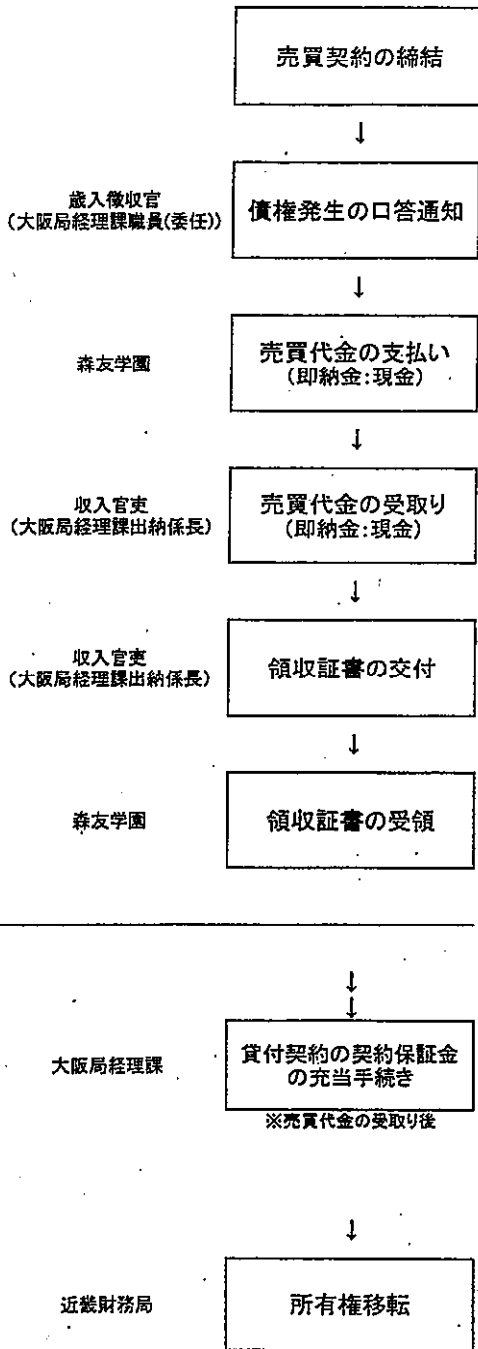 売買契約の締結
↓
歳入徴収官
(大阪局経理課職員(委任))
債権発生の口答通知
↓
森友学園
売買代金の支払い
(即納金:現金)
↓
収入官吏
(大阪局経理課出納係長)
売買代金の受取り
(即納金:現金)
↓
収入官吏
(大阪局経理課出納係長)
領収証書の交付
↓
森友学園
領収証書の受領
↓
↓
大阪局経理課
貸付契約の契約保証金
の充当手続き
※売買代金の受取り後
↓
近畿財務局
所有権移転